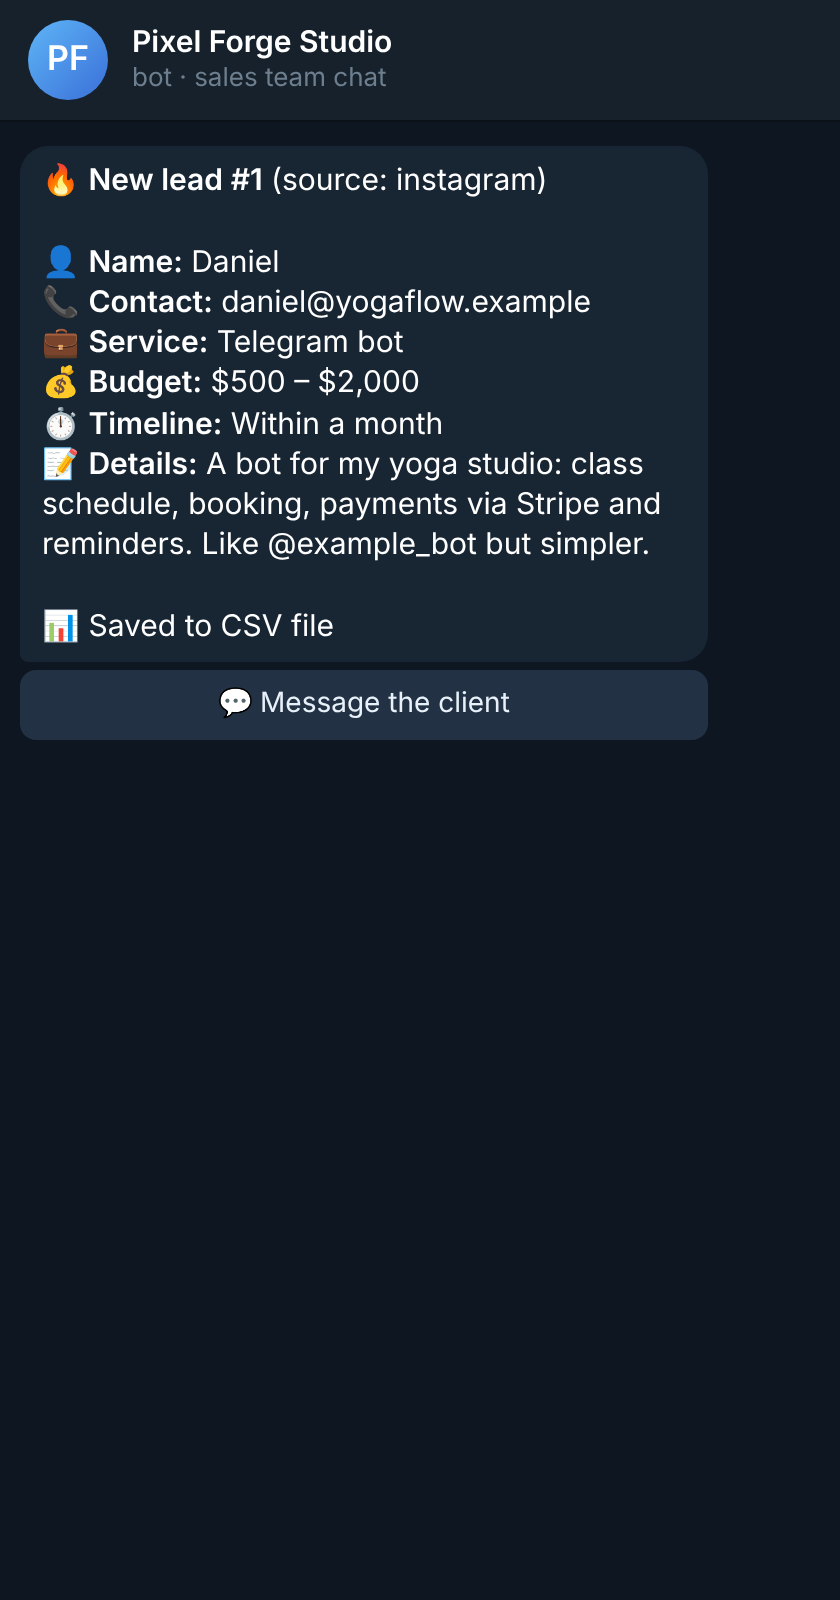 PF
Pixel Forge Studio
bot · sales team chat
🔥 New lead #1 (source: instagram)
👤 Name: Daniel
📞 Contact: daniel@yogaflow.example
💼 Service: Telegram bot
💰 Budget: $500 – $2,000
⏱️ Timeline: Within a month
📝 Details: A bot for my yoga studio: class
schedule, booking, payments via Stripe and
reminders. Like @example_bot but simpler.
📊 Saved to CSV file
💬 Message the client